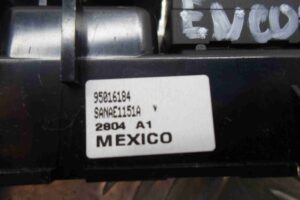 ENCO
95016184
SANAE1151A
2804 A1
MEXICO